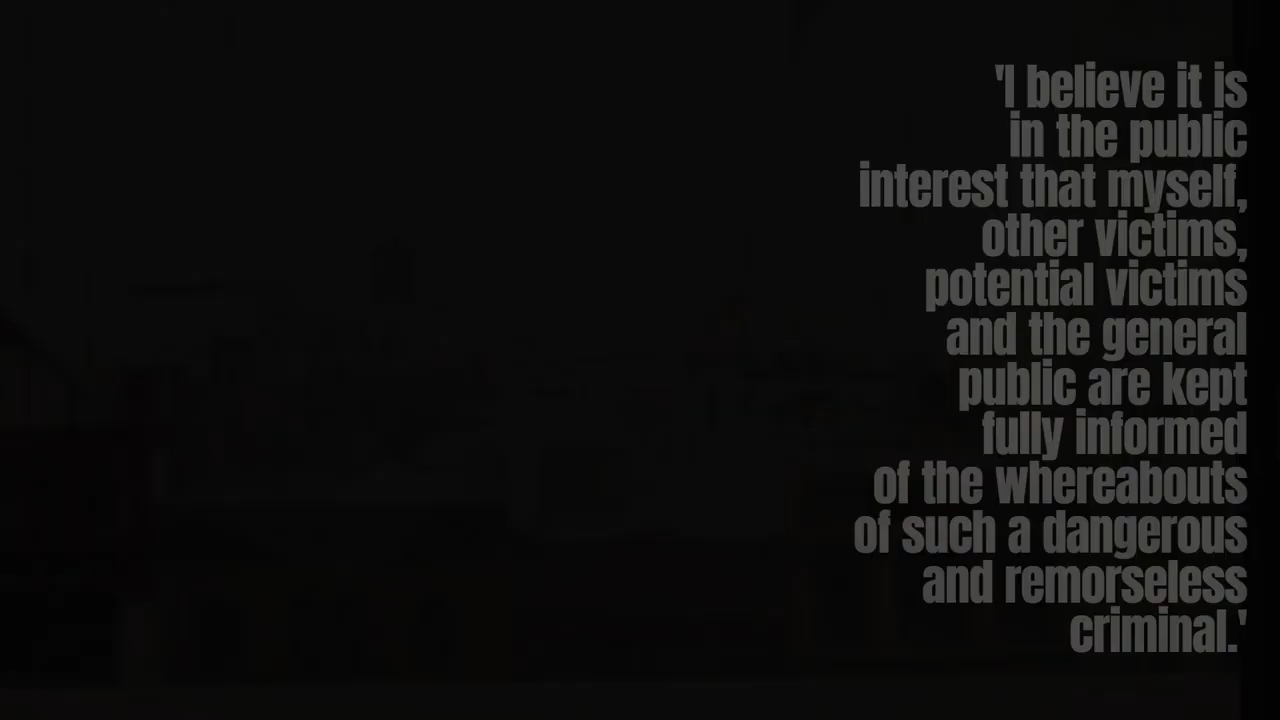 'I believe it is
in the public
interest that myself,
other victims,
potential victims
and the general
public are kept
fully informed
of the whereabouts
of such a dangerous
and remorseless
criminal.'